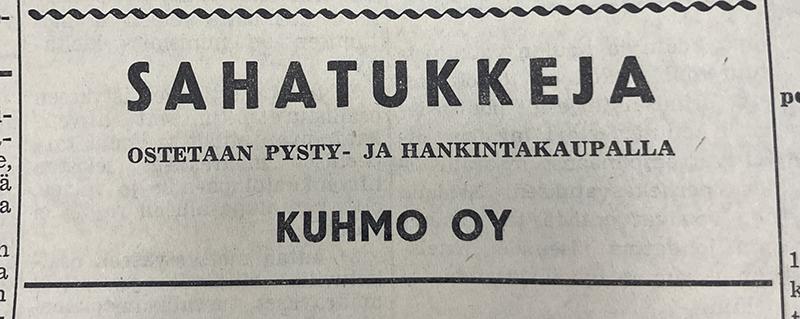 SAHATUKKEJA
OSTETAAN PYSTY- JA HANKINTAKAUPALLA
KUHMO OY